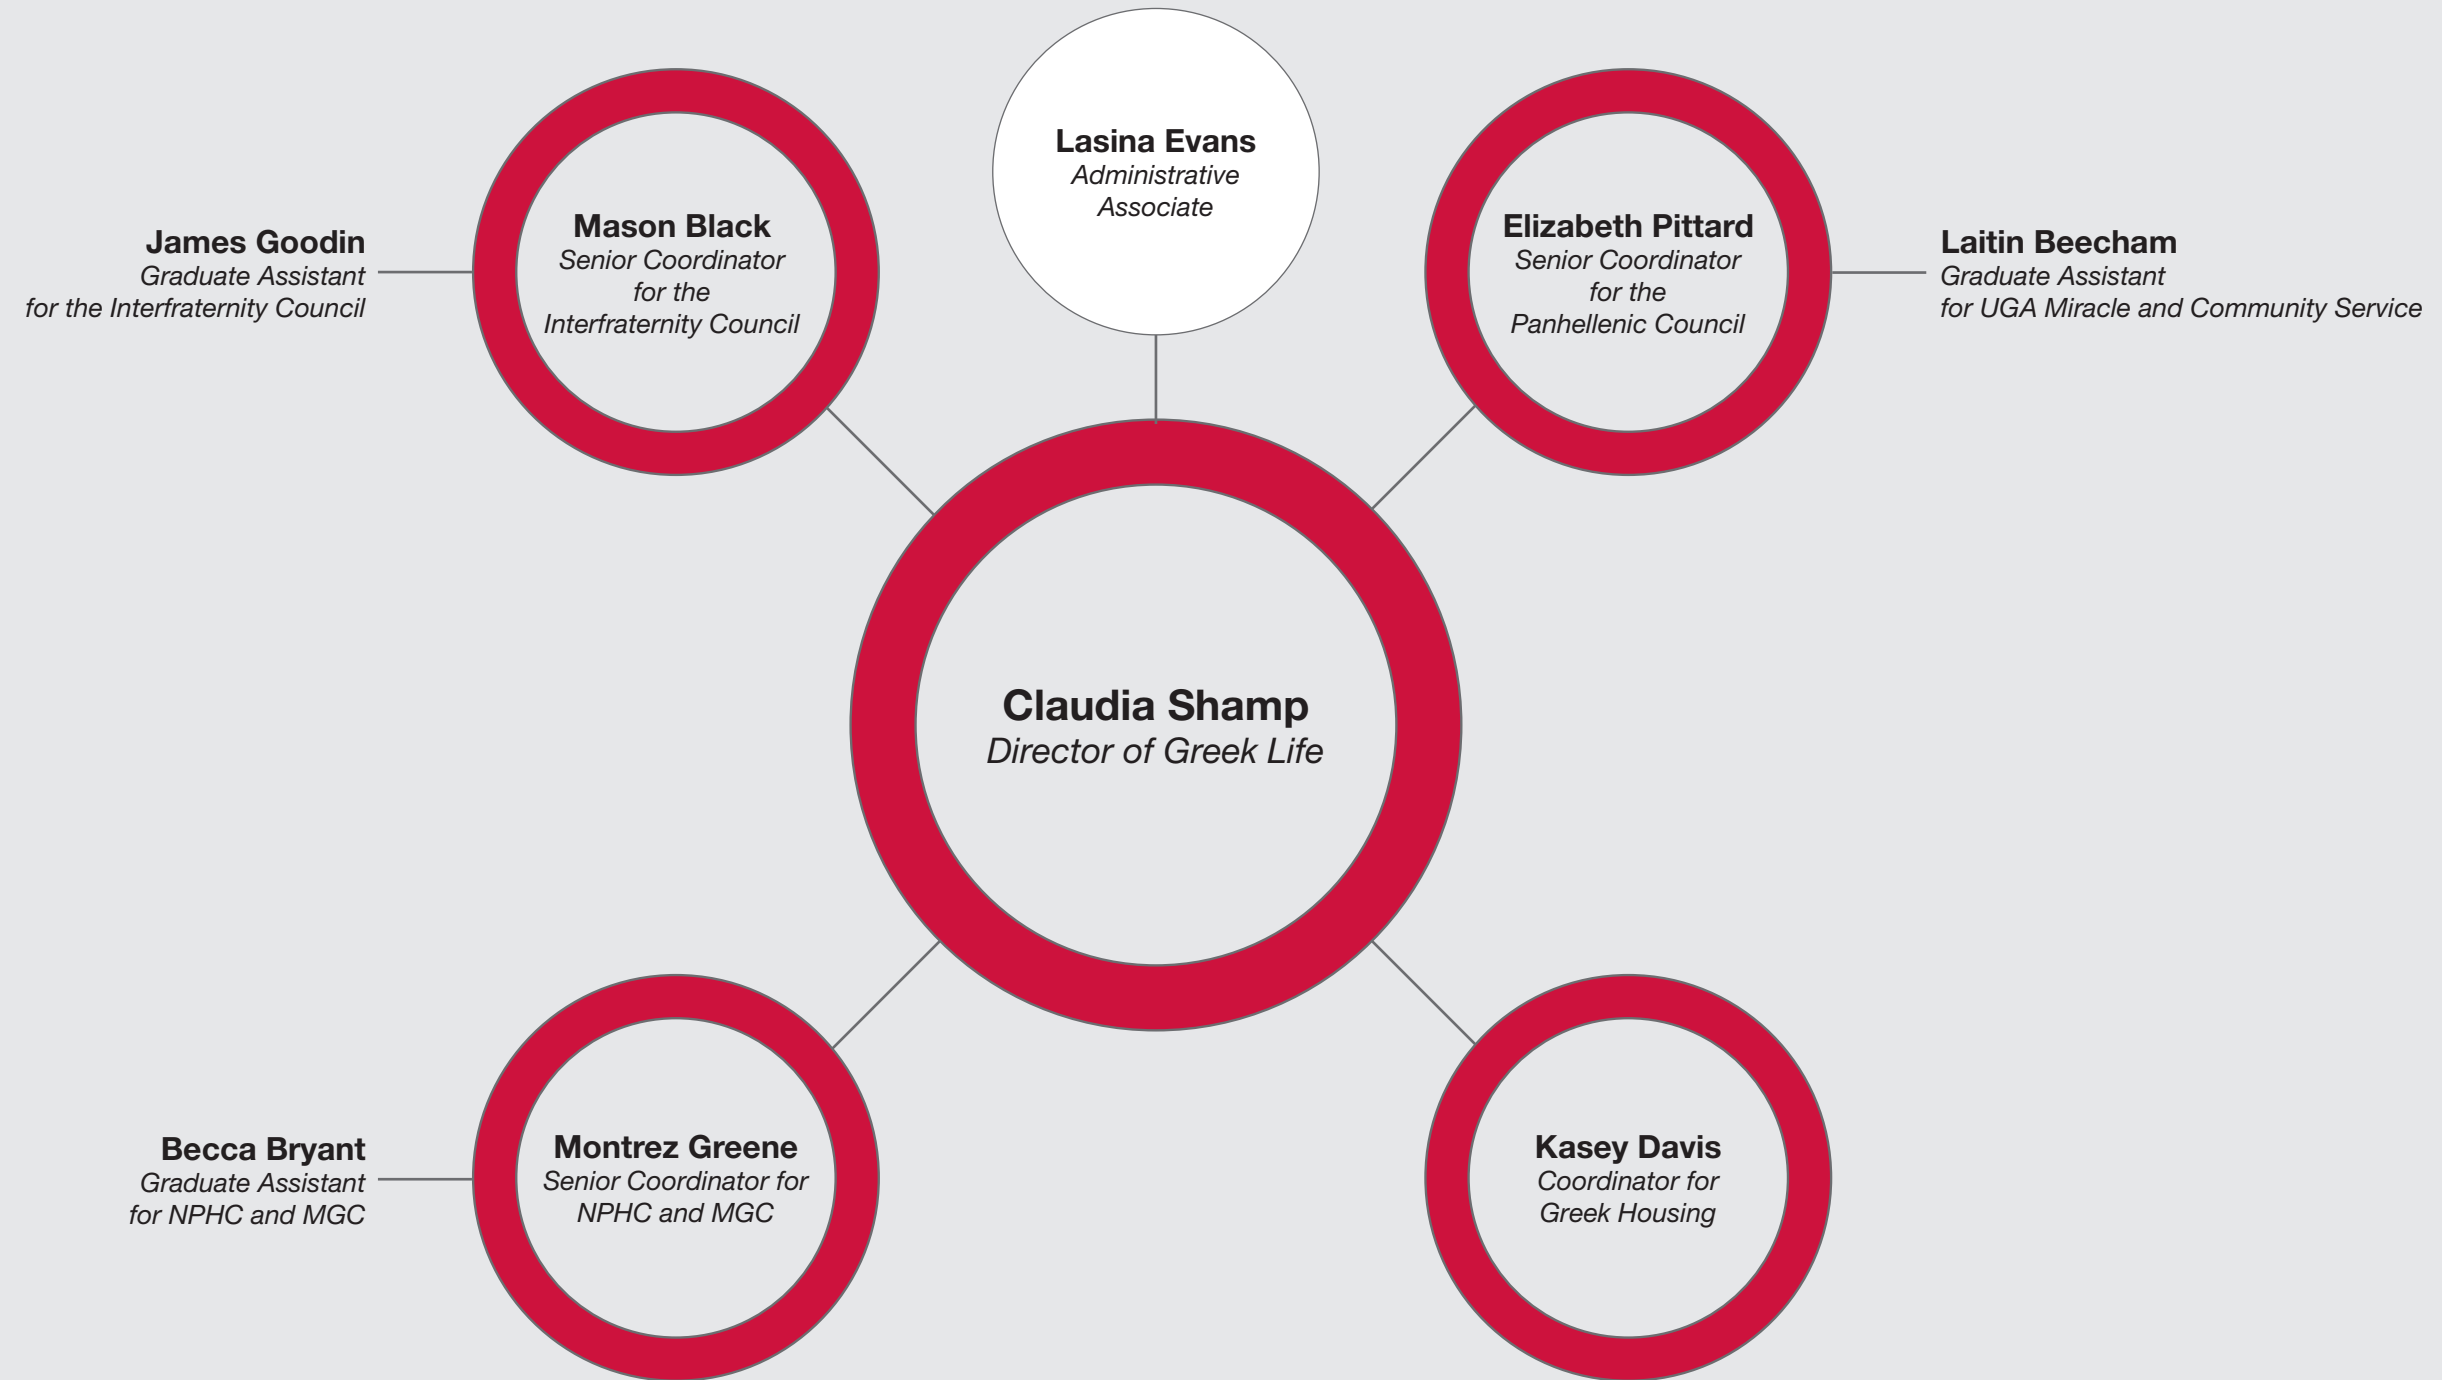 Lasina Evans
Administrative
Associate
James Goodin
Graduate Assistant
for the Interfraternity Council
Mason Black
Senior Coordinator
for the
Interfraternity Council
Elizabeth Pittard
Senior Coordinator
for the
Panhellenic Council
Laitin Beecham
Graduate Assistant
for UGA Miracle and Community Service
Claudia Shamp
Director of Greek Life
Becca Bryant
Graduate Assistant
for NPHC and MGC
Montrez Greene
Senior Coordinator for
NPHC and MGC
Kasey Davis
Coordinator for
Greek Housing